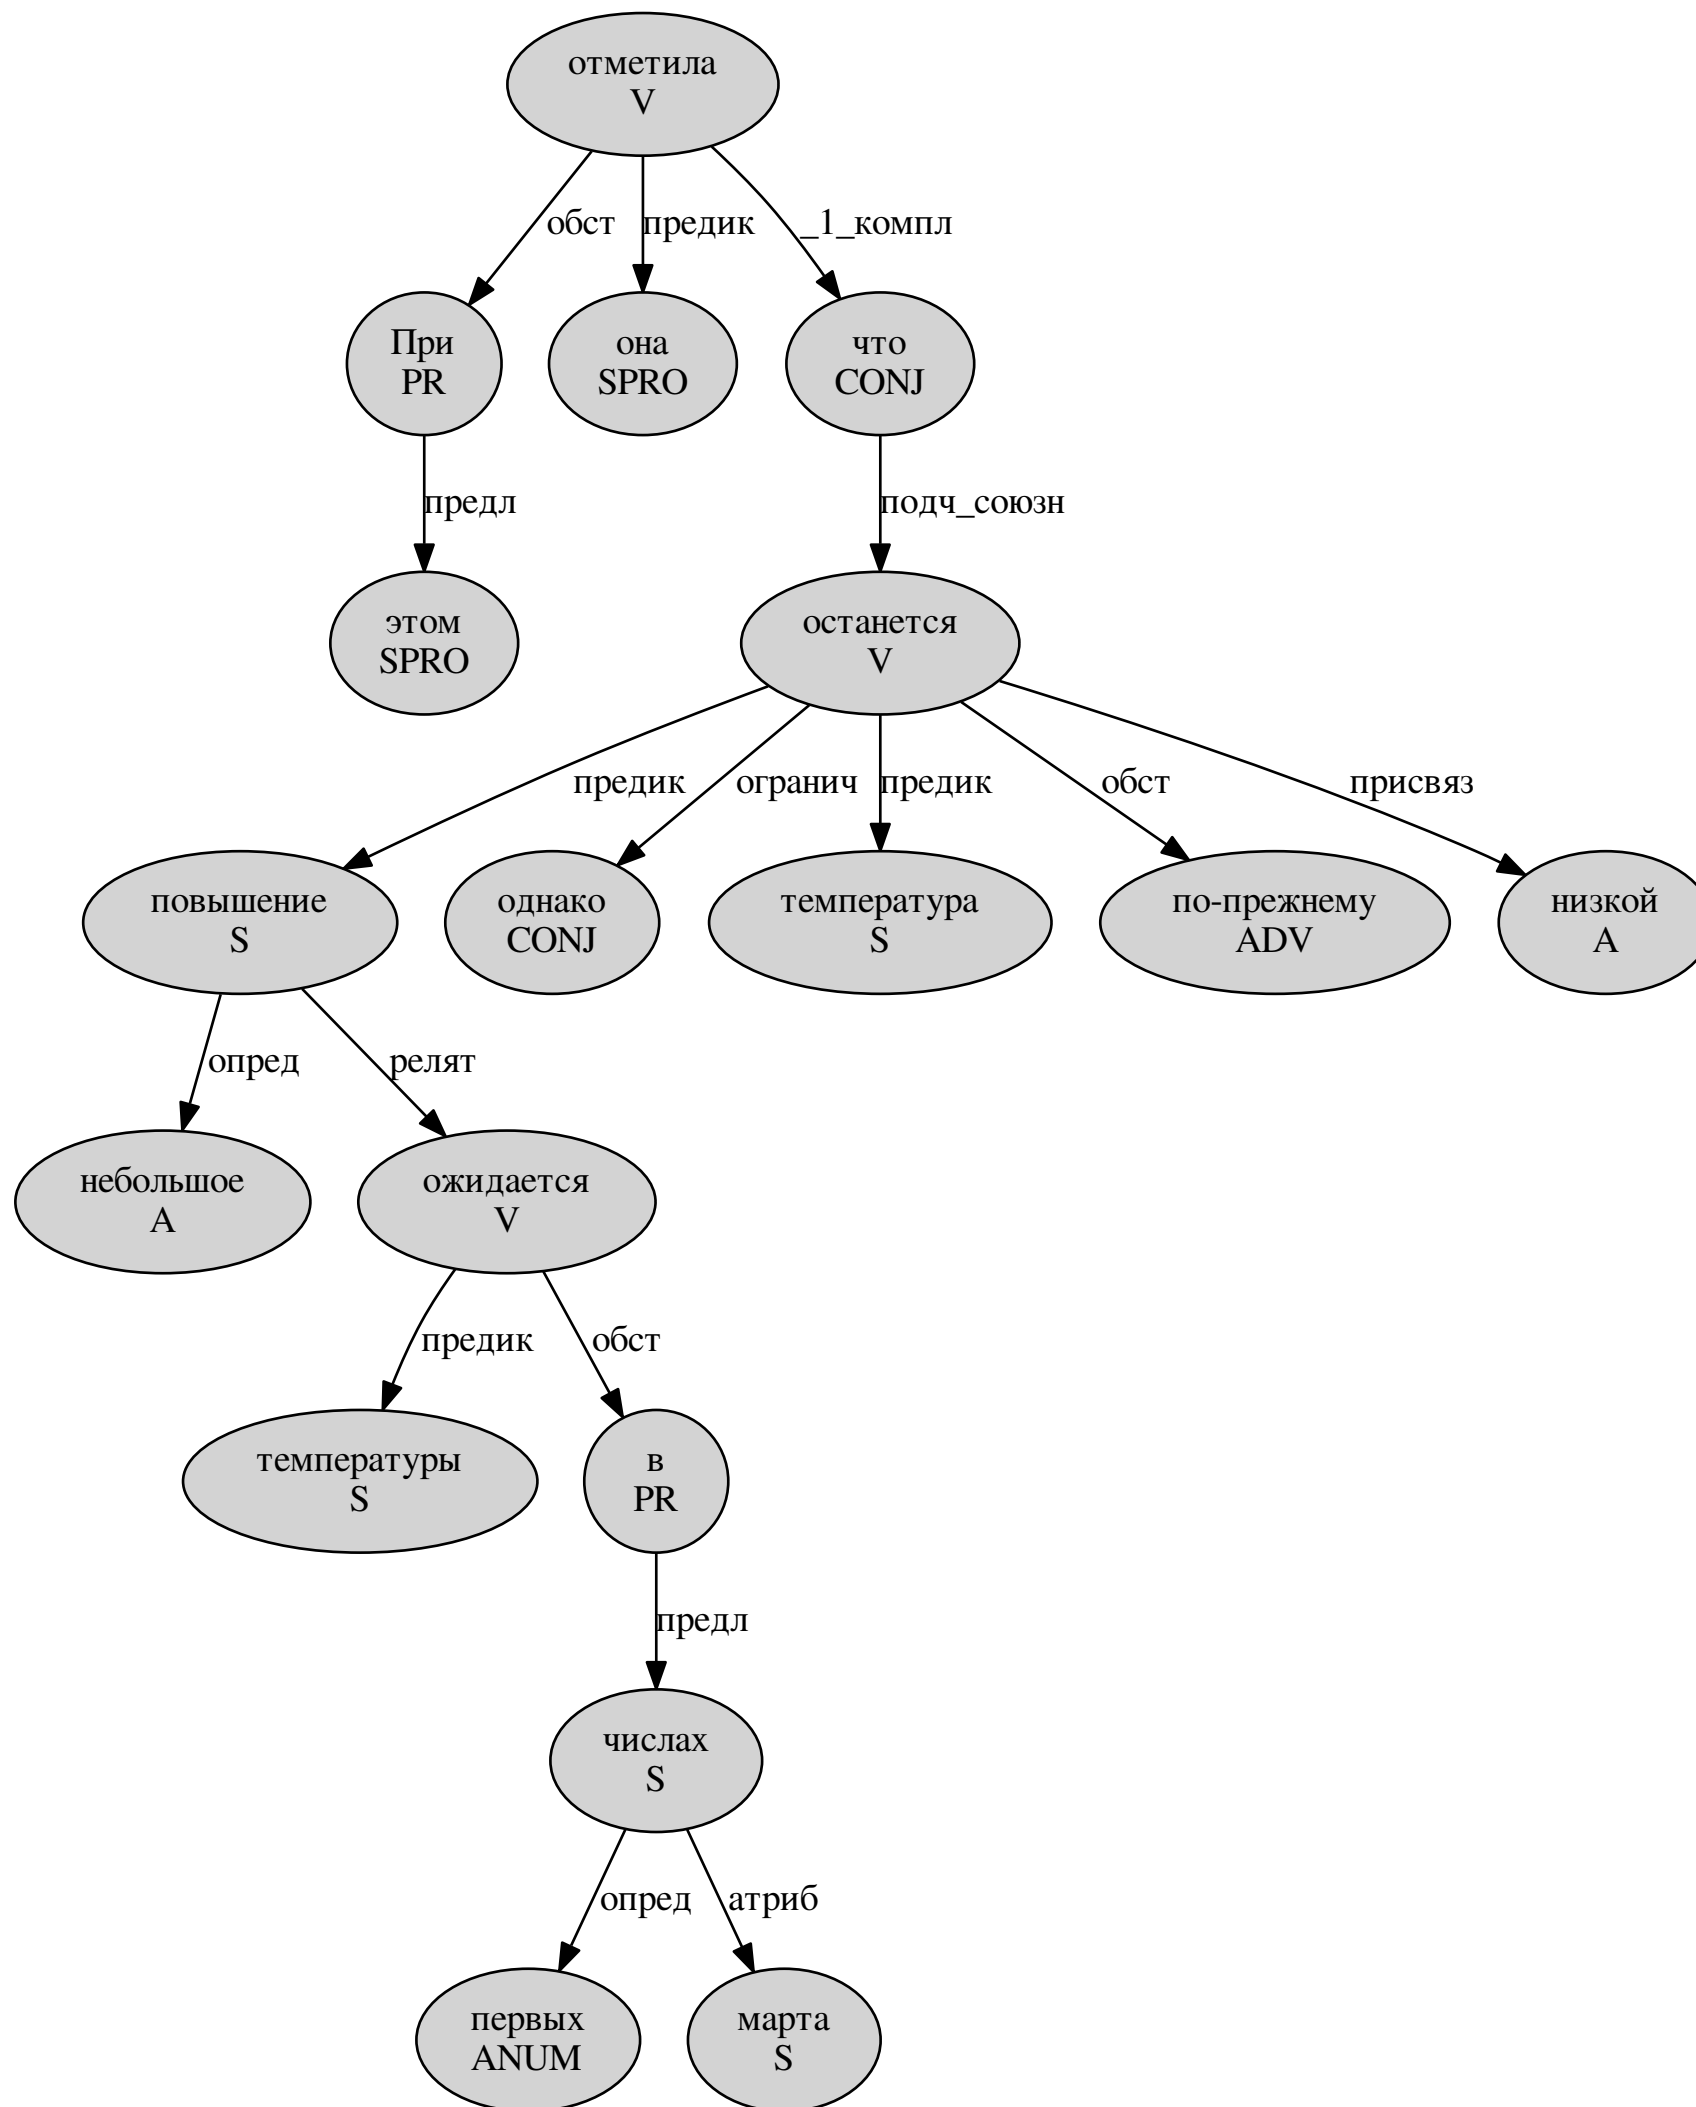 отметила
V
обст
предик
_1_компл
При
PR
она
SPRO
что
CONJ
предл
подч_союзн
этом
SPRO
останется
V
предик
огранич
предик
обст
присвяз
повышение
S
однако
CONJ
температура
S
по-прежнему
ADV
низкой
A
опред
релят
небольшое
A
ожидается
V
предик
обст
температуры
S
в
PR
предл
числах
S
опред
атриб
первых
ANUM
марта
S